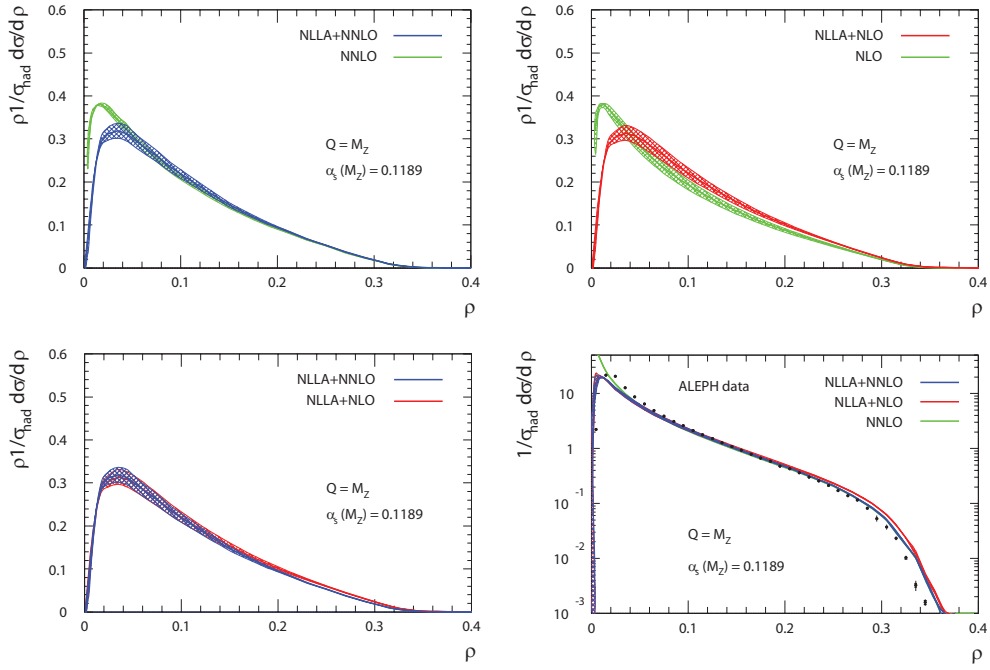 0.6
0.5
0.4
0.3
0.2
0.1
0
ρ1/σhad dσ/dρ
NLLA+NNLO
NNLO
Q = MZ
αs (MZ) = 0.1189
0
0.1
0.2
0.3
0.4
ρ
0.6
0.5
0.4
0.3
0.2
0.1
0
ρ1/σhad dσ/dρ
NLLA+NLO
NLO
Q = MZ
αs (MZ) = 0.1189
0
0.1
0.2
0.3
0.4
ρ
0.6
0.5
0.4
0.3
0.2
0.1
0
ρ1/σhad dσ/dρ
NLLA+NNLO
NLLA+NLO
Q = MZ
αs (MZ) = 0.1189
0
0.1
0.2
0.3
0.4
ρ
10
1
10⁻¹
10⁻²
10⁻³
1/σhad dσ/dρ
ALEPH data
NLLA+NNLO
NLLA+NLO
NNLO
Q = MZ
αs (MZ) = 0.1189
0
0.1
0.2
0.3
0.4
ρ